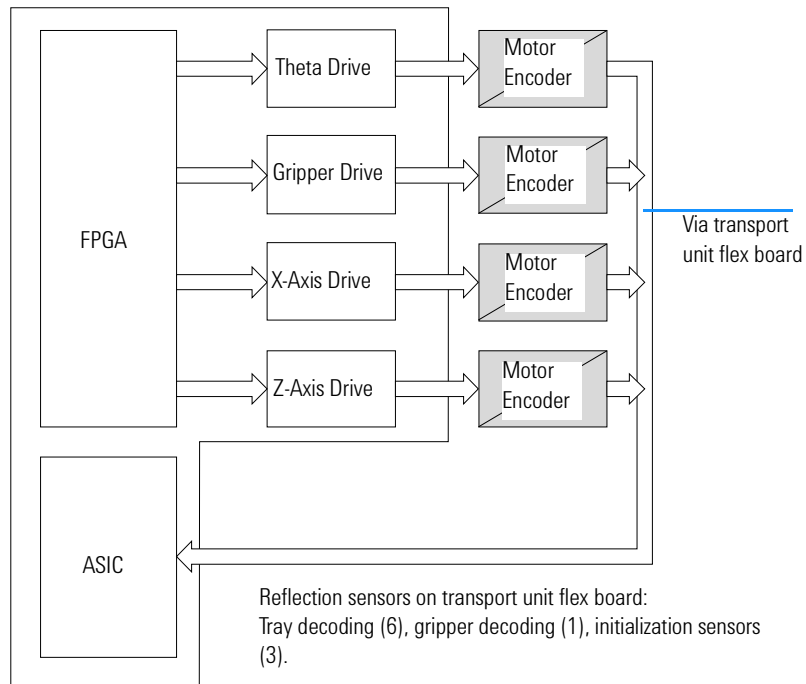 Theta Drive
Motor
Encoder
Gripper Drive
Motor
Encoder
Via transport
unit flex board
FPGA
X-Axis Drive
Motor
Encoder
Z-Axis Drive
Motor
Encoder
ASIC
Reflection sensors on transport unit flex board:
Tray decoding (6), gripper decoding (1), initialization sensors
(3).